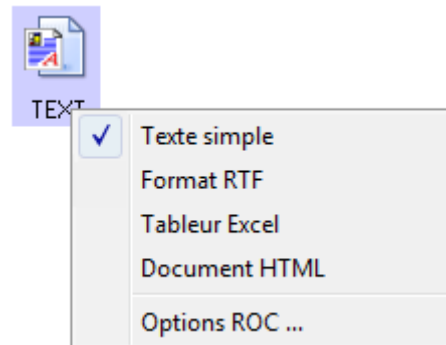 TEXT
Texte simple
Format RTF
Tableur Excel
Document HTML
Options ROC ...